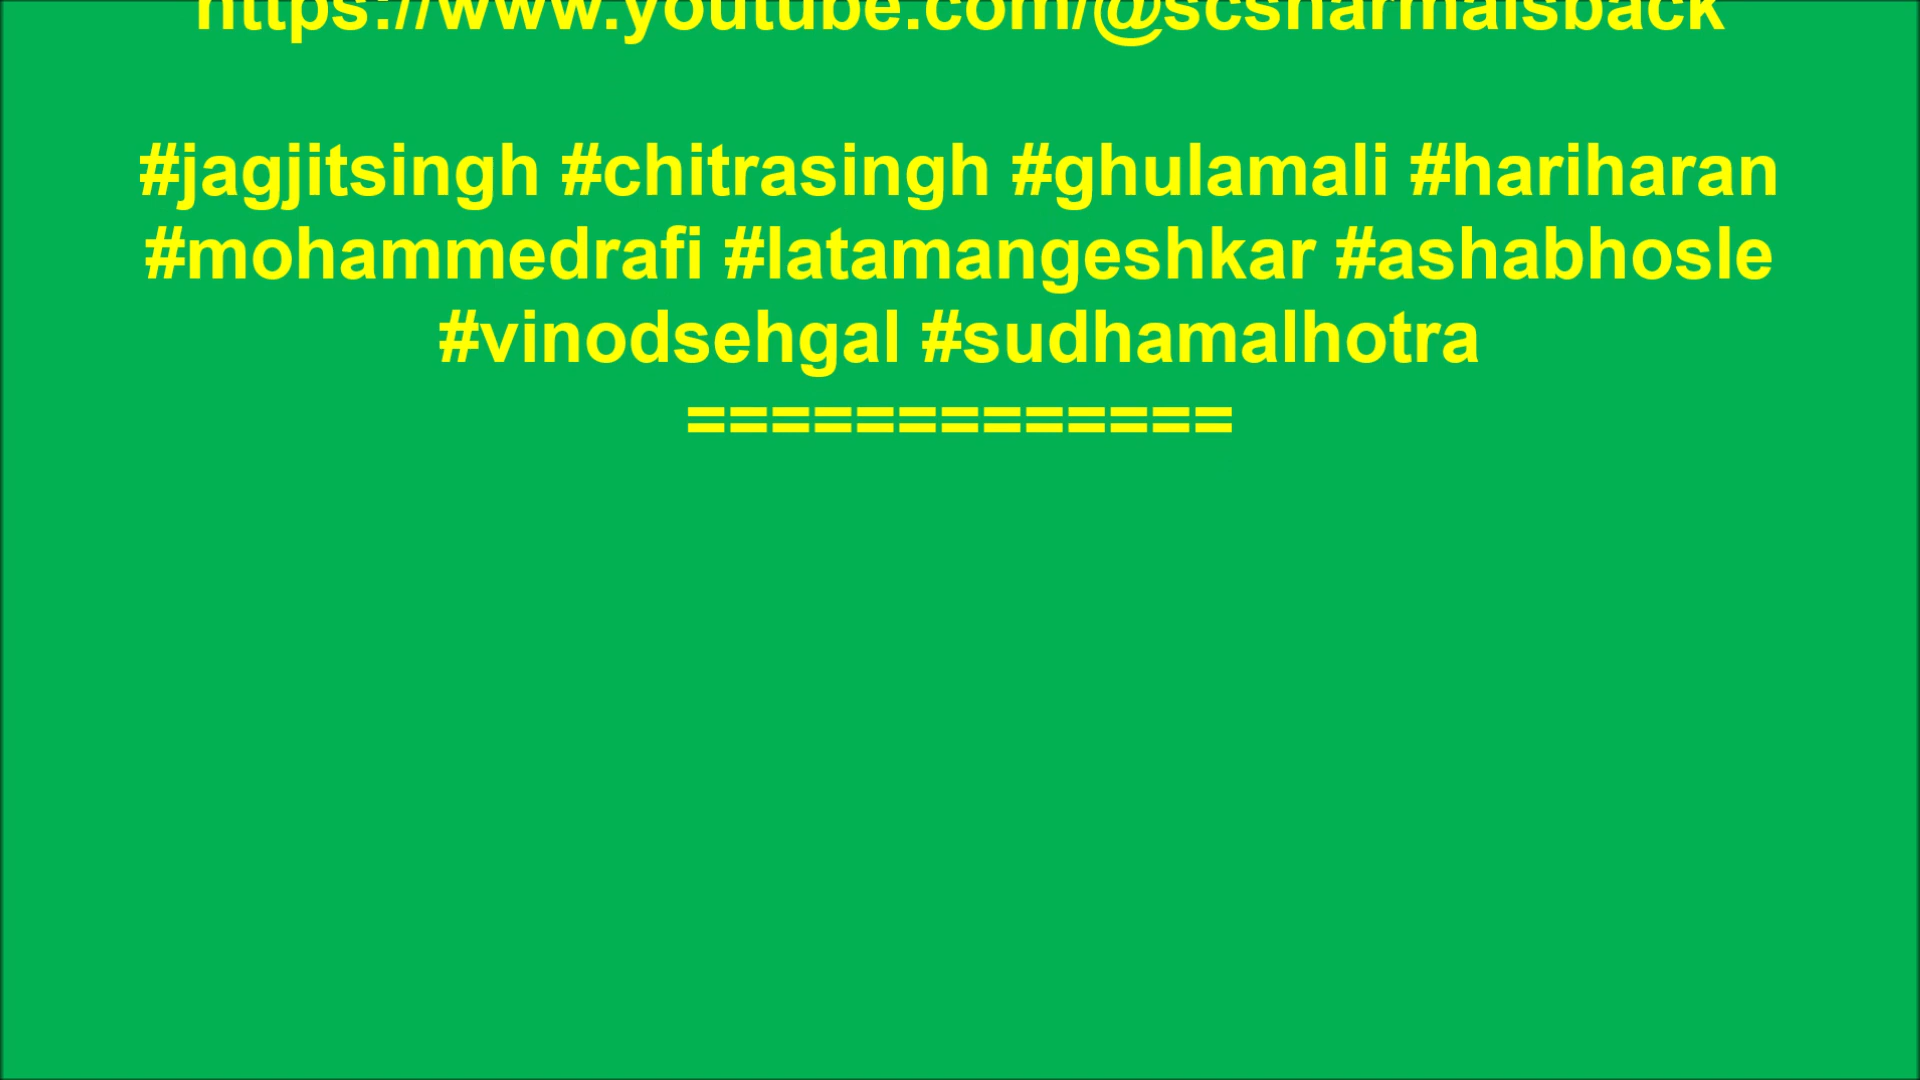 https://www.youtube.com/@scsharmaisback
#jagjitsingh #chitrasingh #ghulamali #hariharan
#mohammedrafi #latamangeshkar #ashabhosle
#vinodsehgal #sudhamalhotra
=============